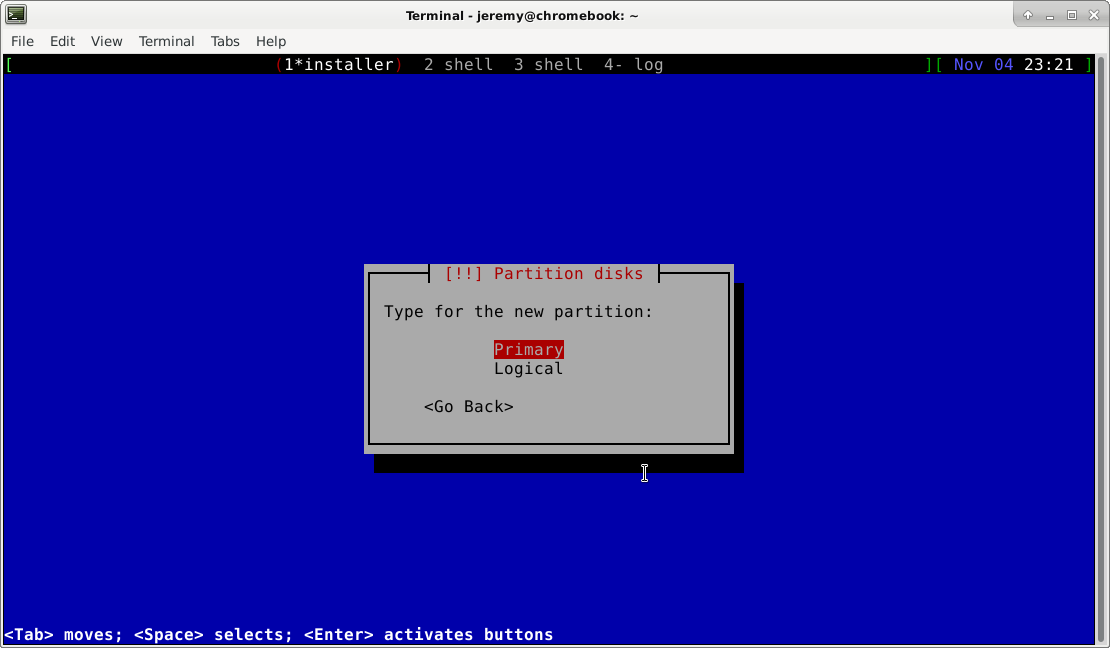 Terminal - jeremy@chromebook: ~
File Edit View Terminal Tabs Help
[ (1*installer) 2 shell 3 shell 4- log ][ Nov 04 23:21 ]
[!!] Partition disks
Type for the new partition:
Primary
Logical
<Go Back>
<Tab> moves; <Space> selects; <Enter> activates buttons